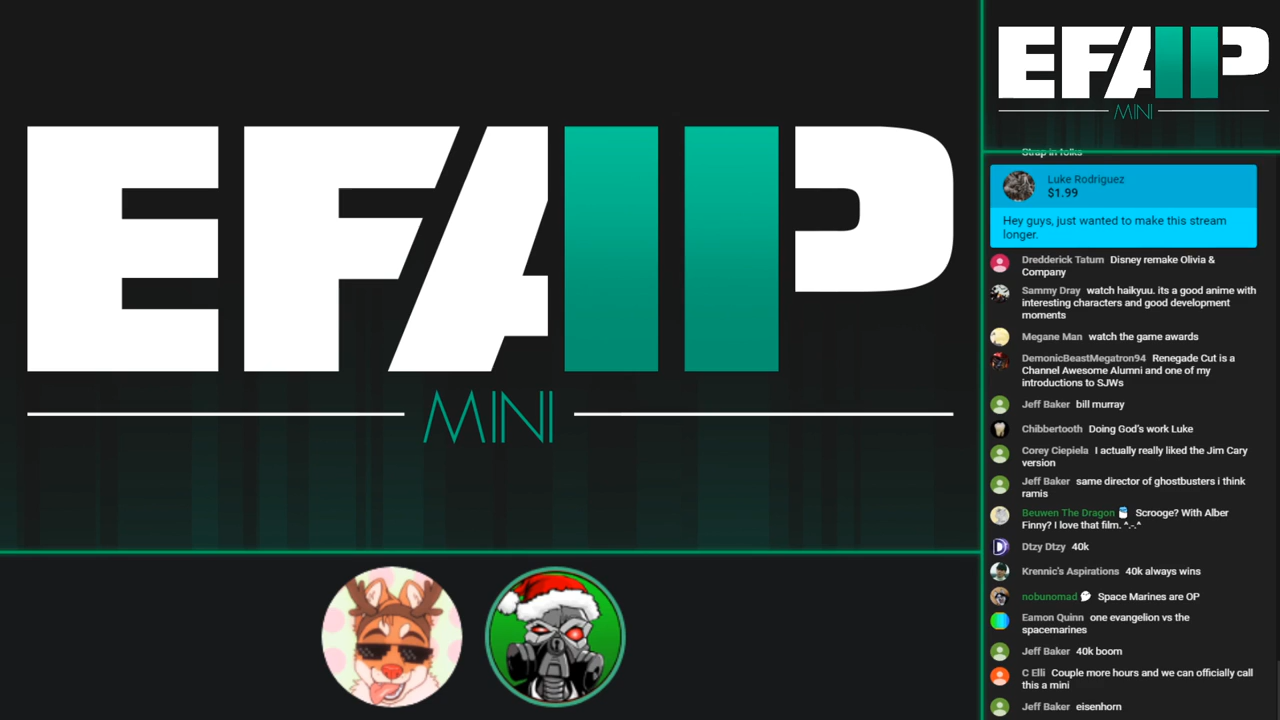 EFAP
MINI
EFAP
MINI
Strap in folks
Luke Rodriguez
$1.99
Hey guys, just wanted to make this stream
longer.
Dredderick Tatum Disney remake Olivia &
Company
Sammy Dray watch haikyuu. its a good anime with
interesting characters and good development
moments
Megane Man watch the game awards
DemonicBeastMegatron94 Renegade Cut is a
Channel Awesome Alumni and one of my
introductions to SJWs
Jeff Baker bill murray
Chibbertooth Doing God's work Luke
Corey Ciepiela I actually really liked the Jim Cary
version
Jeff Baker same director of ghostbusters i think
ramis
Beuwen The Dragon Scrooge? With Alber
Finny? I love that film. ^.-.^
Dtzy Dtzy 40k
Krennic's Aspirations 40k always wins
nobunomad Space Marines are OP
Eamon Quinn one evangelion vs the
spacemarines
Jeff Baker 40k boom
C Elli Couple more hours and we can officially call
this a mini
Jeff Baker eisenhorn